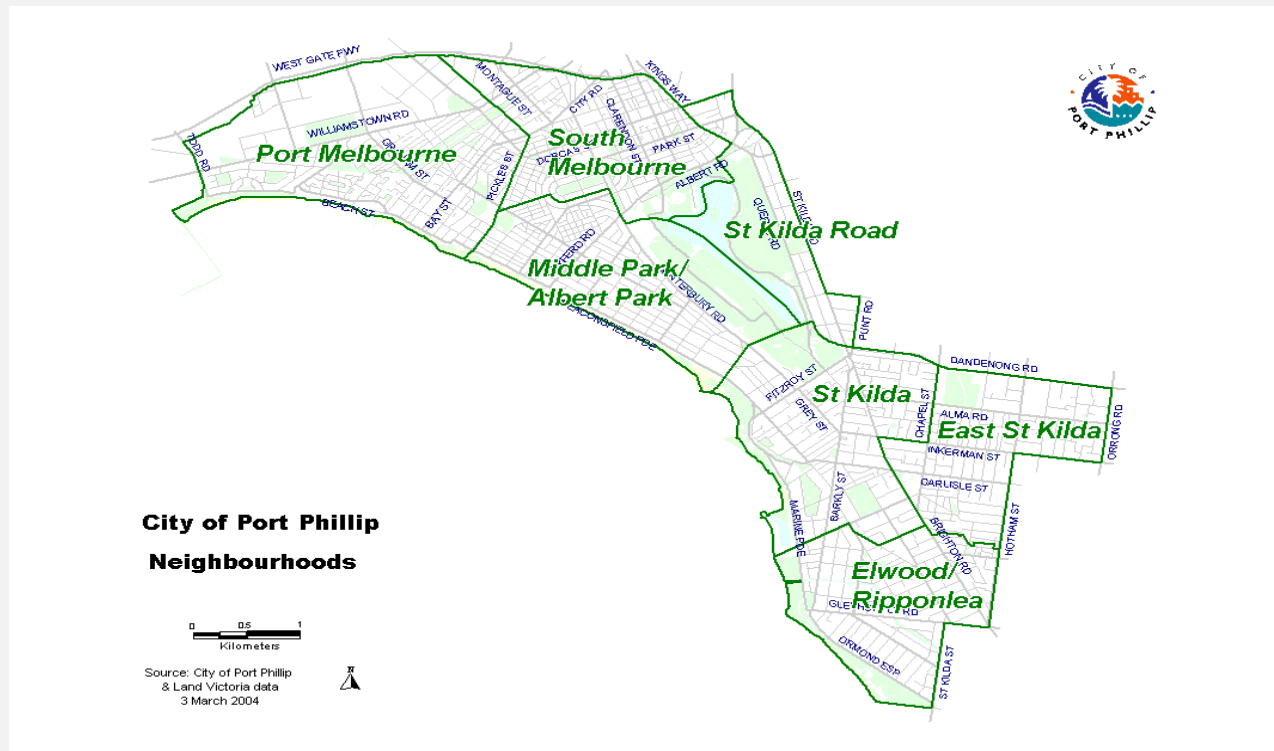 CITY OF
PORT PHILLIP
WEST GATE FWY
MONTAGUE ST
KINGS WAY
CITY RD
CLARENDON ST
WILLIAMSTOWN RD
TODD RD
South
Melbourne
PARK ST
Port Melbourne
PICKLES ST
ALBERT RD
BEACH ST
BAY ST
ST KILDA RD
St Kilda Road
Middle Park/
Albert Park
BEACONSFIELD PDE
PUNT RD
DANDENONG RD
FITZROY ST
St Kilda
GREY ST
CHAPEL ST
ALMA RD
East St Kilda
ORRONG RD
INKERMAN ST
CARLISLE ST
BARKLY ST
MARINE PDE
BRIGHTON RD
HOTHAM ST
City of Port Phillip
Neighbourhoods
Elwood/
Ripponlea
ORMOND ESP
ST KILDA ST
0 0.5 1
Kilometers
N
Source: City of Port Phillip
& Land Victoria data
3 March 2004